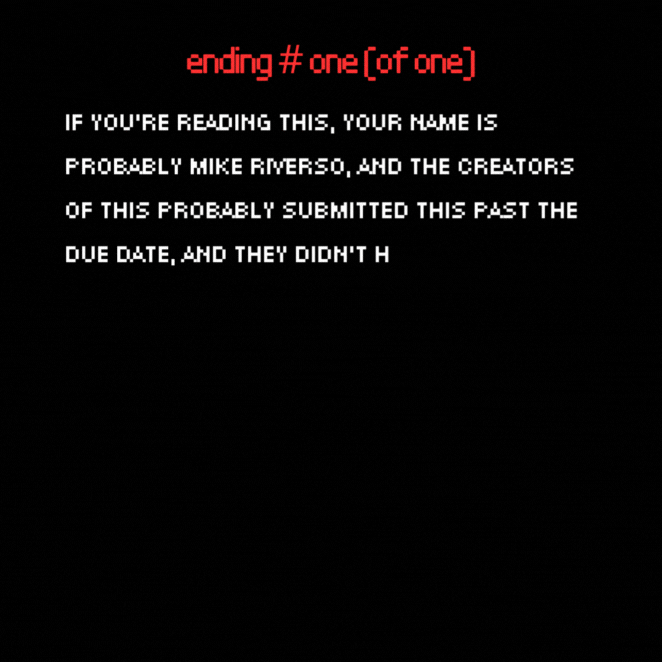 ending # one (of one)
IF YOU'RE READING THIS, YOUR NAME IS
PROBABLY MIKE RIVERSO, AND THE CREATORS
OF THIS PROBABLY SUBMITTED THIS PAST THE
DUE DATE, AND THEY DIDN'T H